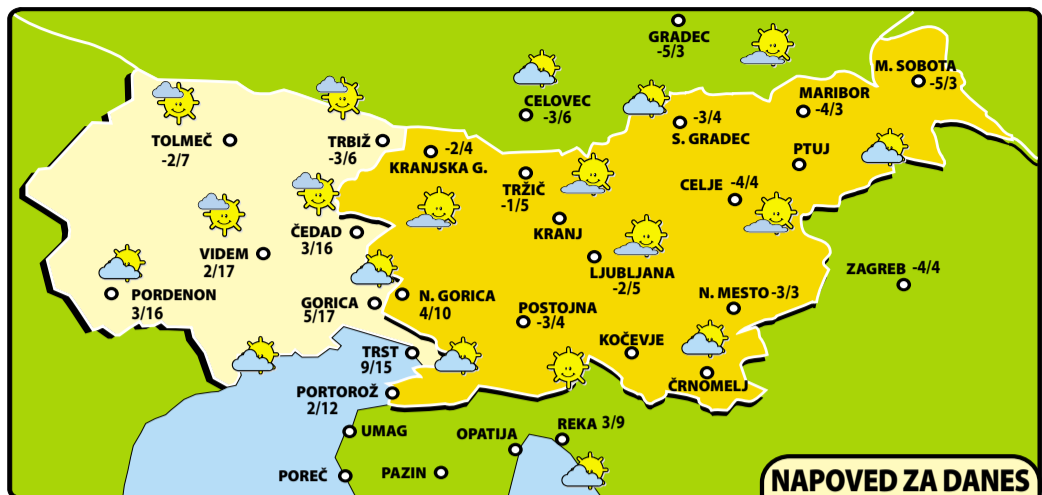 GRADEC
-5/3
M. SOBOTA
-5/3
MARIBOR
-4/3
CELOVEC
-3/6
-3/4
S. GRADEC
TOLMEČ
-2/7
TRBIŽ
-3/6
-2/4
KRANJSKA G.
PTUJ
TRŽIČ
-1/5
CELJE -4/4
KRANJ
ČEDAD
3/16
VIDEM
2/17
LJUBLJANA
-2/5
ZAGREB -4/4
PORDENON
3/16
GORICA
5/17
N. GORICA
4/10
N. MESTO -3/3
POSTOJNA
-3/4
KOČEVJE
TRST
9/15
ČRNOMELJ
PORTOROŽ
2/12
UMAG
OPATIJA
REKA 3/9
POREČ
PAZIN
NAPOVED ZA DANES